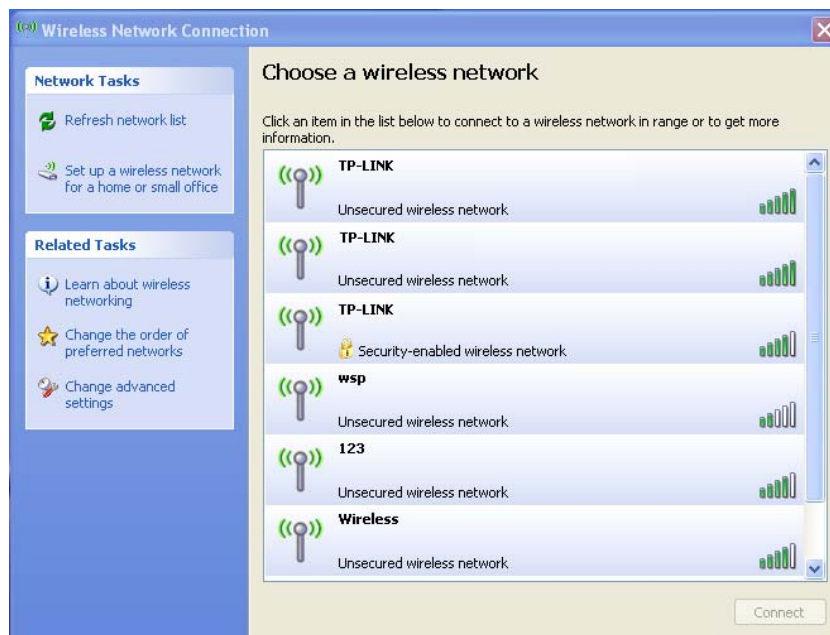 Wireless Network Connection
Network Tasks
Refresh network list
Set up a wireless network
for a home or small office
Related Tasks
Learn about wireless
networking
Change the order of
preferred networks
Change advanced
settings
Choose a wireless network
Click an item in the list below to connect to a wireless network in range or to get more
information.
TP-LINK
Unsecured wireless network
TP-LINK
Unsecured wireless network
TP-LINK
Security-enabled wireless network
wsp
Unsecured wireless network
123
Unsecured wireless network
Wireless
Unsecured wireless network
Connect